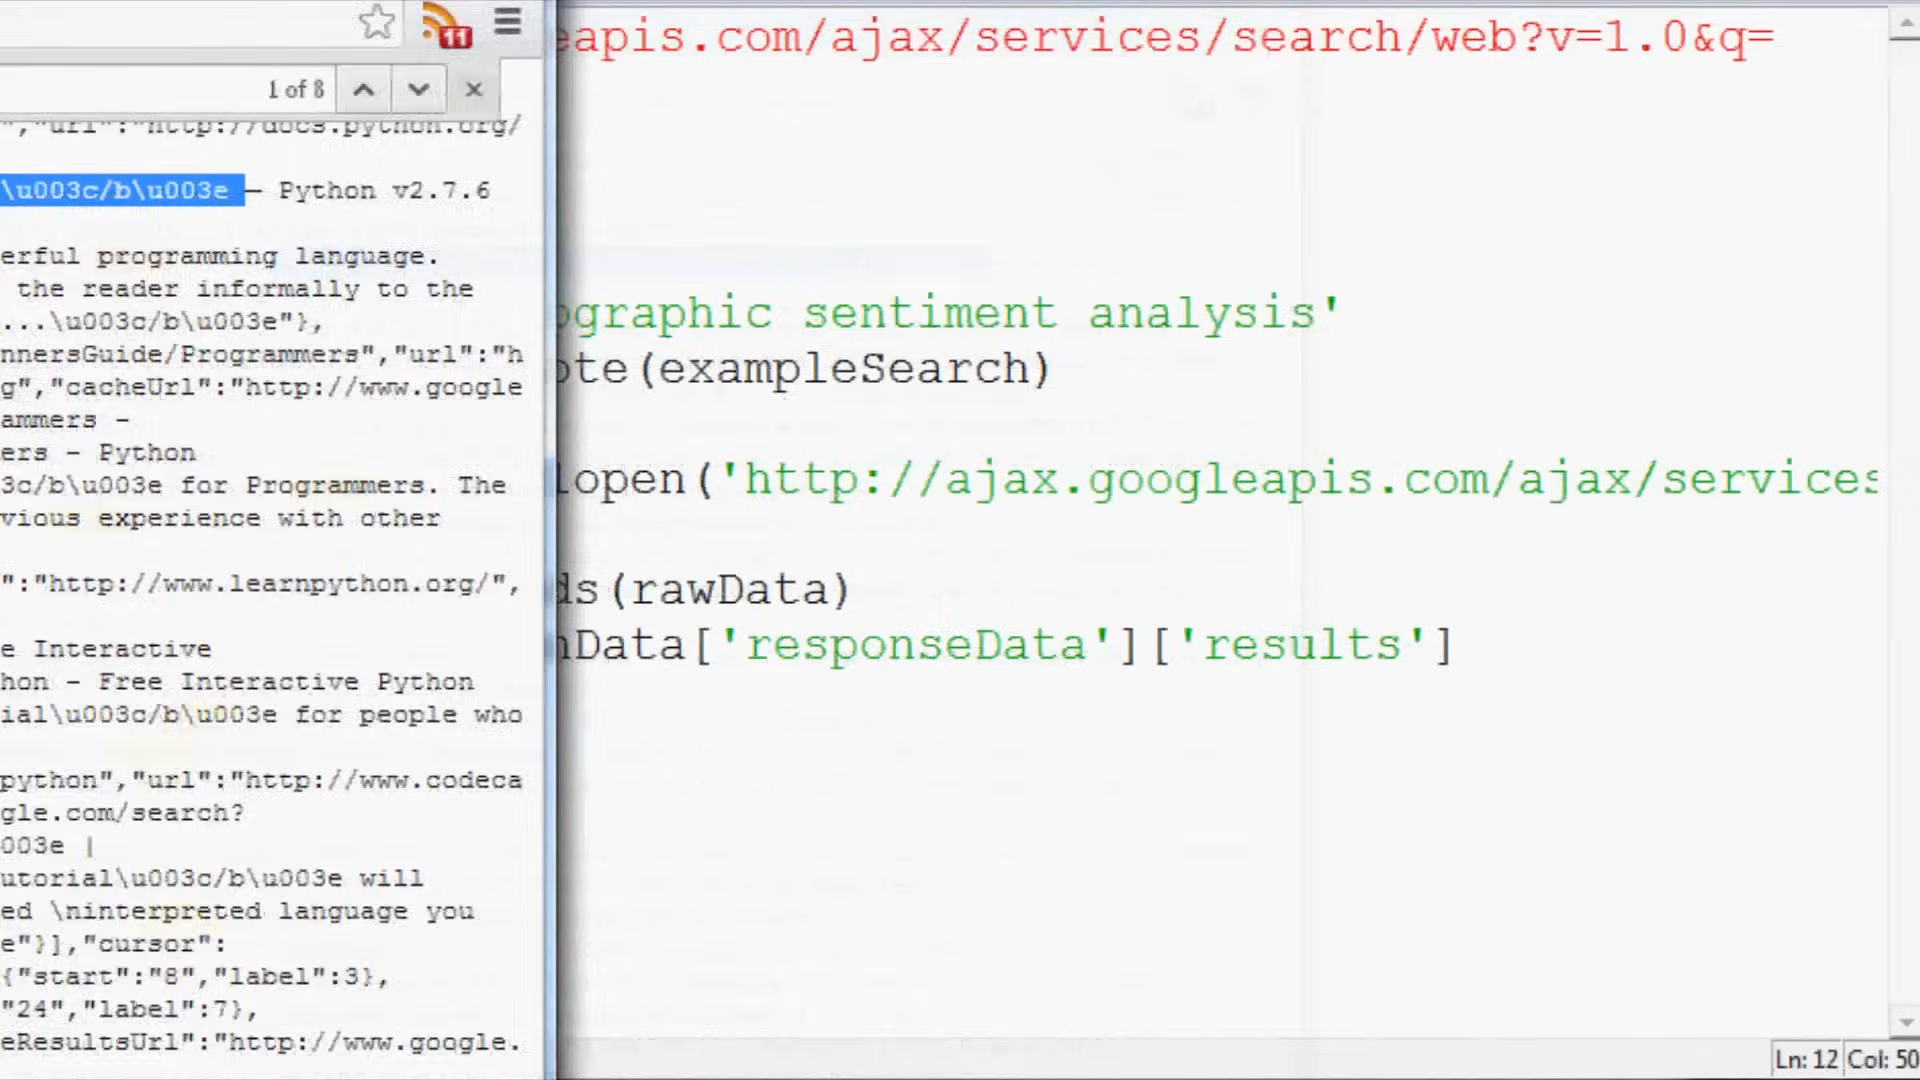 11
1 of 8
","url":"http://docs.python.org/
\u003c/b\u003e — Python v2.7.6
erful programming language.
the reader informally to the
...\u003c/b\u003e"},
nnersGuide/Programmers","url":"h
g","cacheUrl":"http://www.google
ammers -
ers - Python
3c/b\u003e for Programmers. The
vious experience with other
":"http://www.learnpython.org/",
e Interactive
hon - Free Interactive Python
ial\u003c/b\u003e for people who
python","url":"http://www.codeca
gle.com/search?
003e |
utorial\u003c/b\u003e will
ed \ninterpreted language you
e"}],"cursor":
{"start":"8","label":3},
"24","label":7},
eResultsUrl":"http://www.google.
eapis.com/ajax/services/search/web?v=1.0&q=
ographic sentiment analysis'
ote(exampleSearch)
lopen('http://ajax.googleapis.com/ajax/services
ds(rawData)
nData['responseData']['results']
Ln: 12 Col: 50